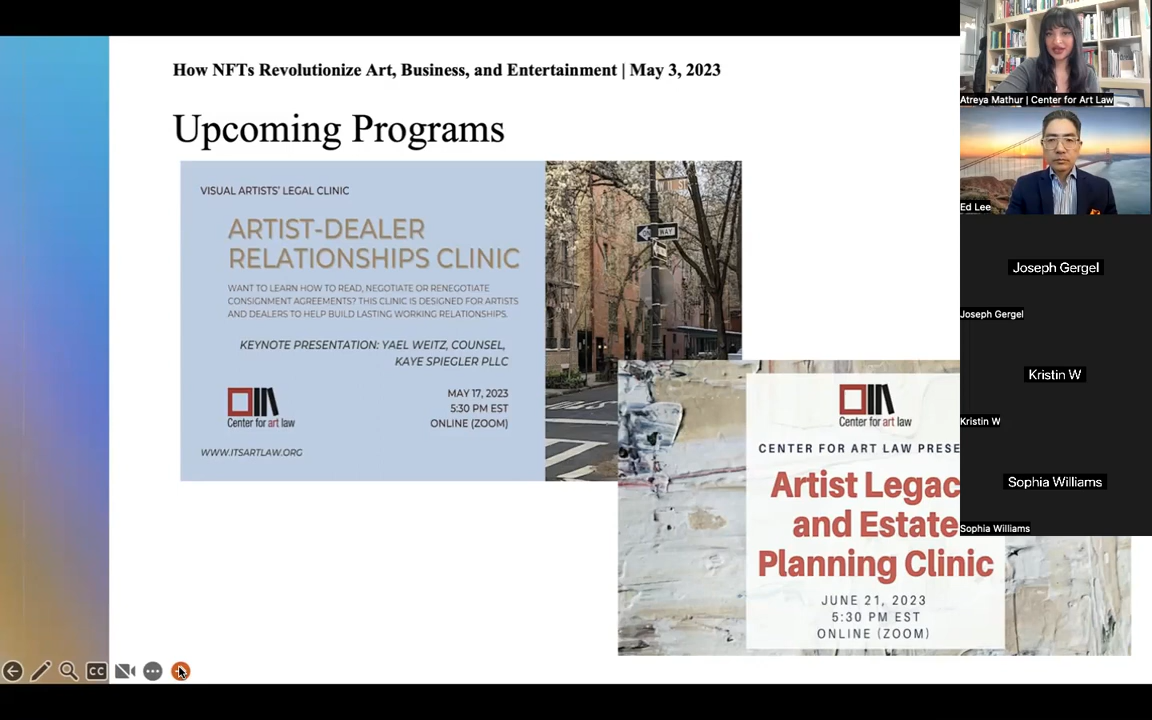 How NFTs Revolutionize Art, Business, and Entertainment | May 3, 2023
Upcoming Programs
VISUAL ARTISTS' LEGAL CLINIC
ARTIST-DEALER
RELATIONSHIPS CLINIC
WANT TO LEARN HOW TO READ, NEGOTIATE OR RENEGOTIATE
CONSIGNMENT AGREEMENTS? THIS CLINIC IS DESIGNED FOR ARTISTS
AND DEALERS TO HELP BUILD LASTING WORKING RELATIONSHIPS.
KEYNOTE PRESENTATION: YAEL WEITZ, COUNSEL,
KAYE SPIEGLER PLLC
MAY 17, 2023
5:30 PM EST
ONLINE (ZOOM)
Center for art law
WWW.ITSARTLAW.ORG
WAY
Center for art law
CENTER FOR ART LAW PRESE
Artist Legac
and Estate
Planning Clinic
JUNE 21, 2023
5:30 PM EST
ONLINE (ZOOM)
CC
Atreya Mathur | Center for Art Law
Ed Lee
Joseph Gergel
Joseph Gergel
Kristin W
Kristin W
Sophia Williams
Sophia Williams